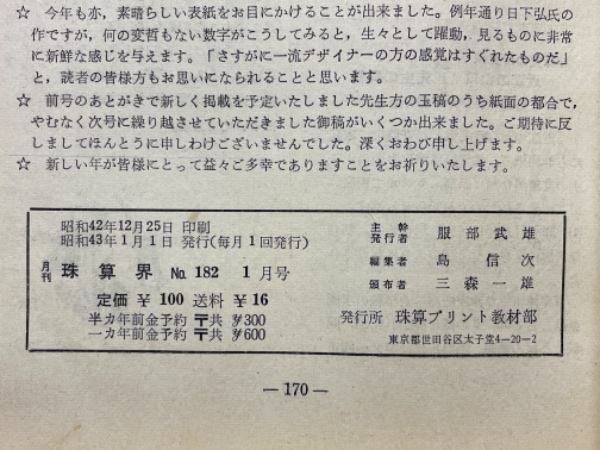 ☆ 今年も亦，素晴らしい表紙をお目にかけることが出来ました。例年通り日下弘氏の
作ですが，何の変哲もない数字がこうしてみると，生々として躍動，見るものに非常
に新鮮な感じを与えます。「さすがに一流デザイナーの方の感覚はすぐれたものだ」
と，読者の皆様方もお思いになられることと思います。
☆ 前号のあとがきで新しく掲載を予定いたしました先生方の玉稿のうち紙面の都合で，
やむなく次号に繰り越させていただきました御稿がいくつか出来ました。ご期待に反
しましてほんとうに申しわけございませんでした。深くおわび申し上げます。
☆ 新しい年が皆様にとって益々ご多幸でありますことをお祈りいたします。
昭和42年12月25日 印刷
昭和43年1月1日 発行(毎月1回発行)
月刊 珠算界 No. 182 1月号
定価 ¥100 送料 ¥16
半カ年前金予約 〒共 ¥300
一カ年前金予約 〒共 ¥600
主幹
発行者 服部武雄
編集者 島信次
頒布者 三森一雄
発行所 珠算プリント教材部
東京都世田谷区太子堂4-20-2
— 170 —